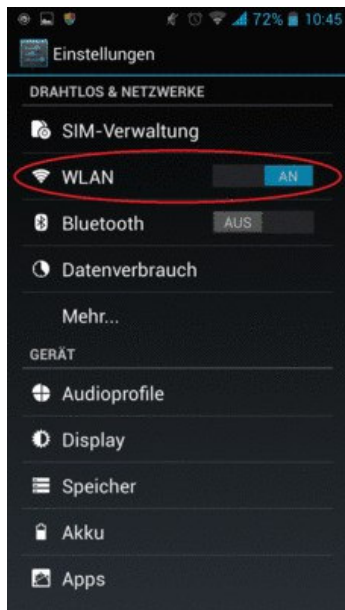 72% 10:45
Einstellungen
DRAHTLOS & NETZWERKE
SIM-Verwaltung
WLAN AN
Bluetooth AUS
Datenverbrauch
Mehr...
GERÄT
Audioprofile
Display
Speicher
Akku
Apps